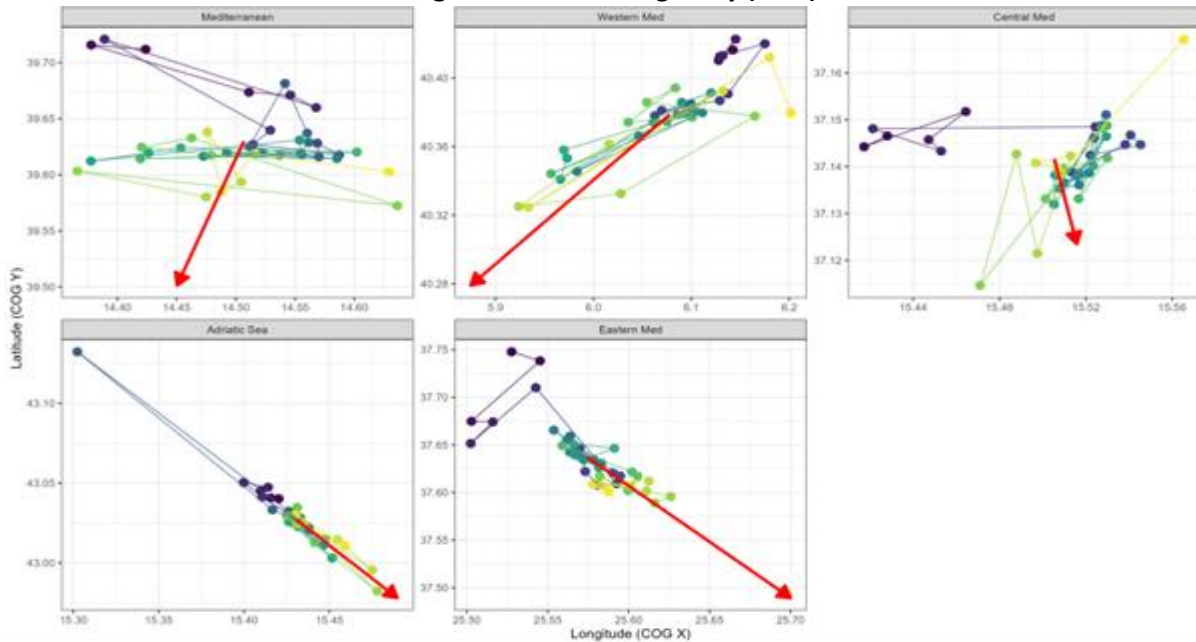 Mediterranean
Western Med
Central Med
39.70
39.65
39.60
39.55
39.50
14.40 14.45 14.50 14.55 14.60
40.40
40.36
40.32
40.28
5.9 6.0 6.1 6.2
37.16
37.15
37.14
37.13
37.12
15.44 15.48 15.52 15.56
Latitude (COG Y)
Adriatic Sea
Eastern Med
43.10
43.05
43.00
15.30 15.35 15.40 15.45
37.75
37.70
37.65
37.60
37.55
37.50
25.50 25.55 25.60 25.65 25.70
Longitude (COG X)